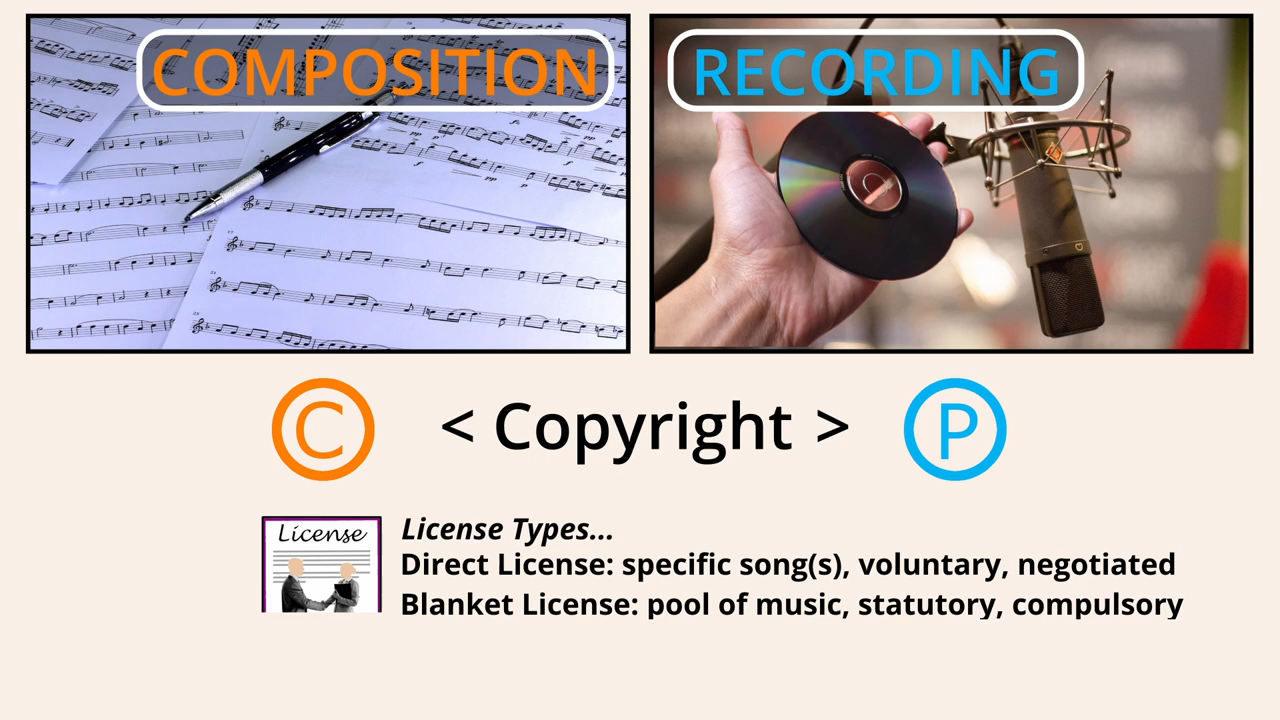 COMPOSITION
RECORDING
C < Copyright > P
License
License Types...
Direct License: specific song(s), voluntary, negotiated
Blanket License: pool of music, statutory, compulsory